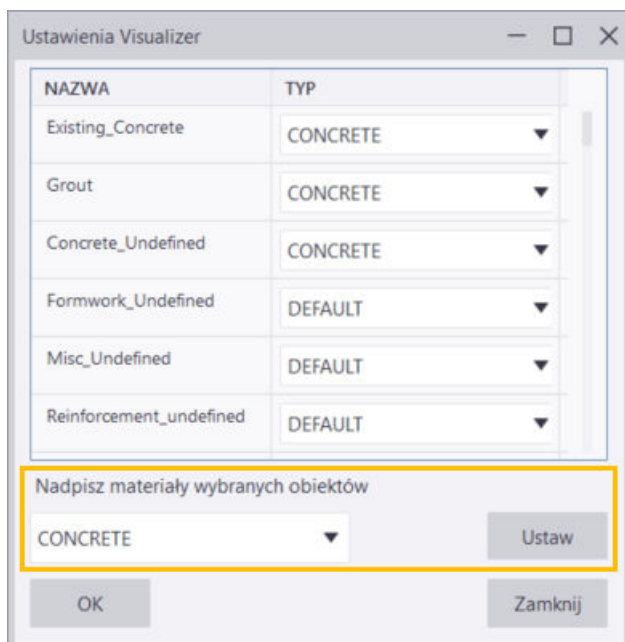 Ustawienia Visualizer
NAZWA TYP
Existing_Concrete CONCRETE
Grout CONCRETE
Concrete_Undefined CONCRETE
Formwork_Undefined DEFAULT
Misc_Undefined DEFAULT
Reinforcement_undefined DEFAULT
Nadpisz materiały wybranych obiektów
CONCRETE Ustaw
OK Zamknij